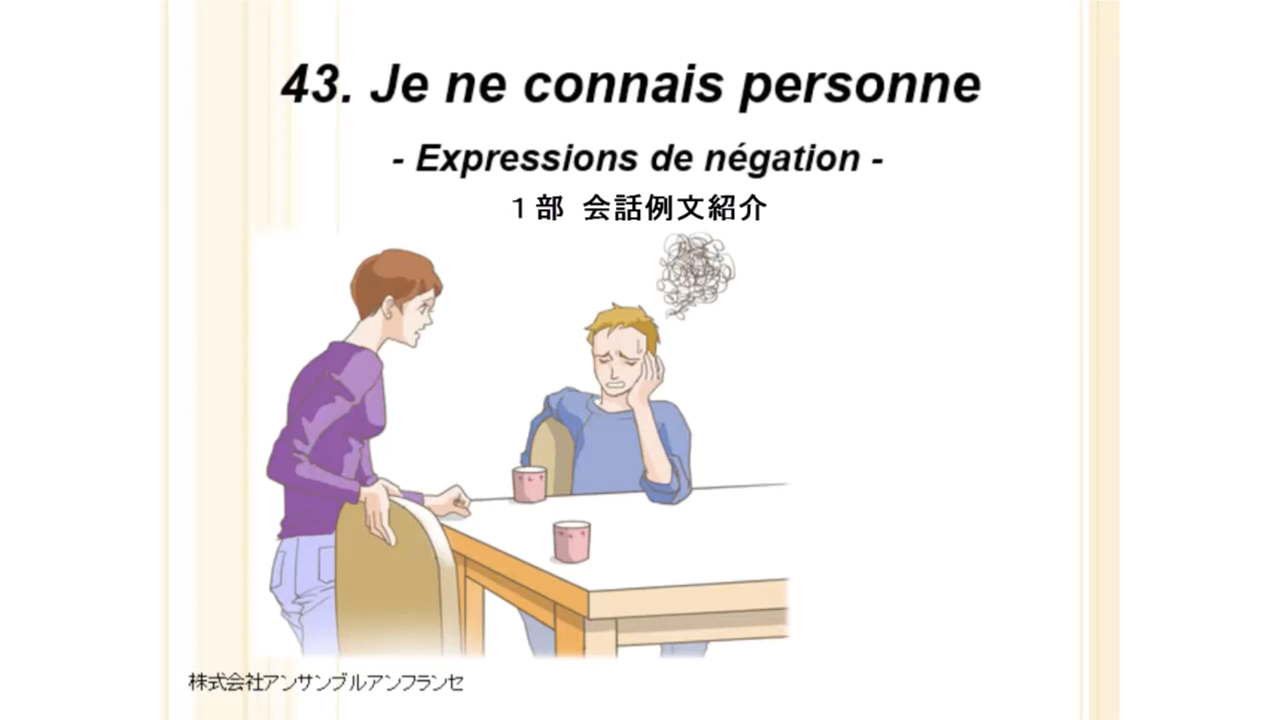 43. Je ne connais personne
- Expressions de négation -
１部 会話例文紹介
株式会社アンサンブルアンフランセ